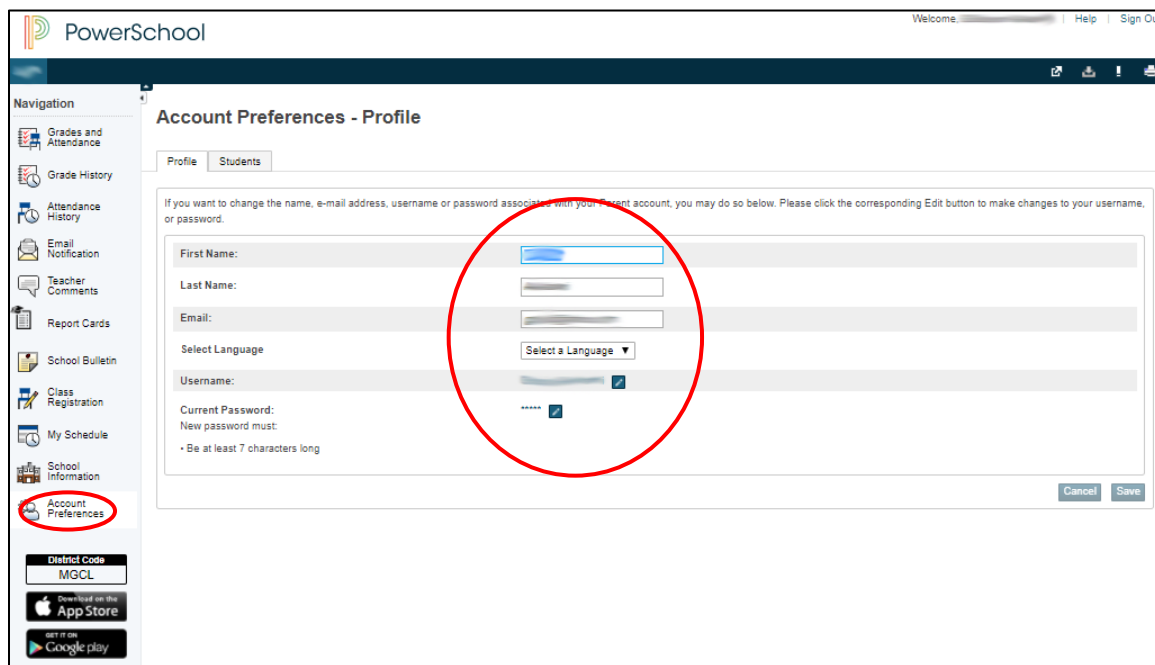 PowerSchool
Welcome, | Help | Sign Ou
Navigation
Grades and
Attendance
Grade History
Attendance
History
Email
Notification
Teacher
Comments
Report Cards
School Bulletin
Class
Registration
My Schedule
School
Information
Account
Preferences
District Code
MGCL
Download on the
App Store
GET IT ON
Google play
Account Preferences - Profile
Profile Students
If you want to change the name, e-mail address, username or password associated with your Parent account, you may do so below. Please click the corresponding Edit button to make changes to your username,
or password.
First Name:
Last Name:
Email:
Select Language Select a Language ▼
Username:
Current Password: *****
New password must:
• Be at least 7 characters long
Cancel Save